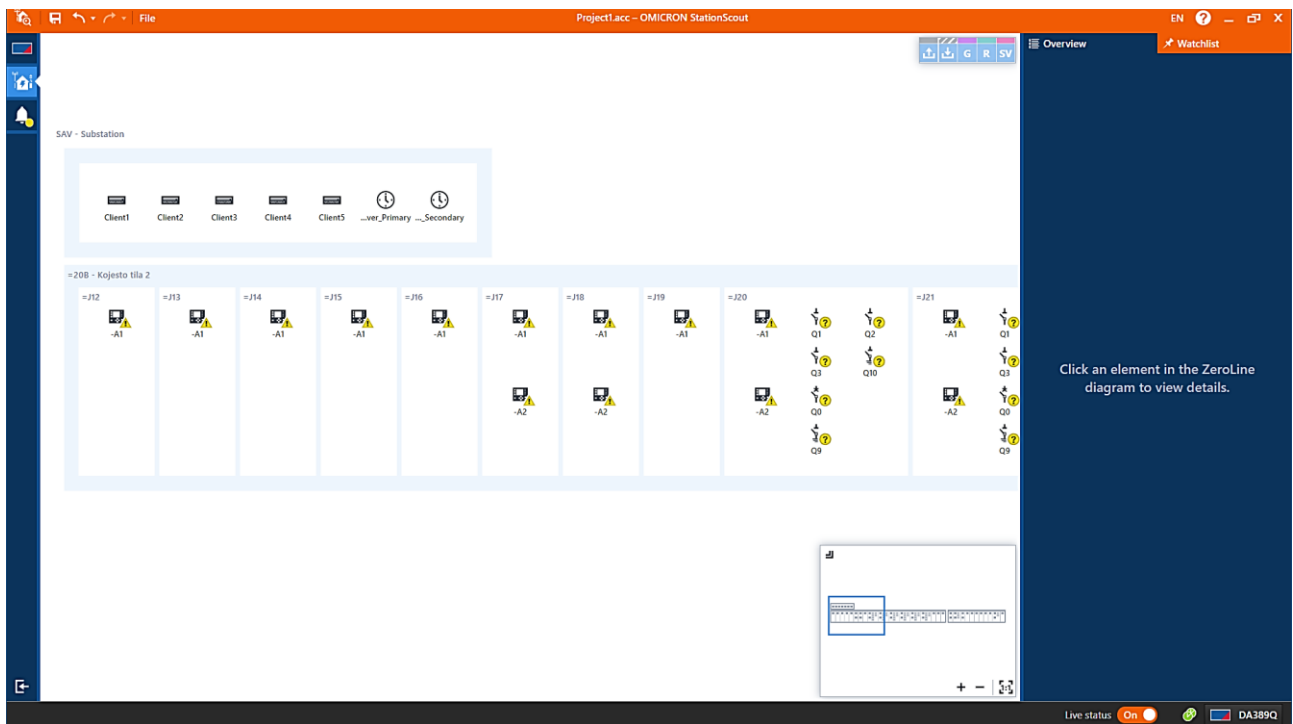 File
Project1.acc – OMICRON StationScout
EN
G R SV
Overview
Watchlist
SAV - Substation
Client1 Client2 Client3 Client4 Client5 ...ver_Primary ..._Secondary
=20B - Kojesto tila 2
=J12 =J13 =J14 =J15 =J16 =J17 =J18 =J19 =J20 =J21
-A1 -A1 -A1 -A1 -A1 -A1 -A1 -A1 -A1 Q1 Q2 -A1 Q1
Q3 Q10 Q3
-A2 -A2 -A2 Q0 -A2 Q0
Q9 Q9
Click an element in the ZeroLine
diagram to view details.
1:1
Live status On DA389Q